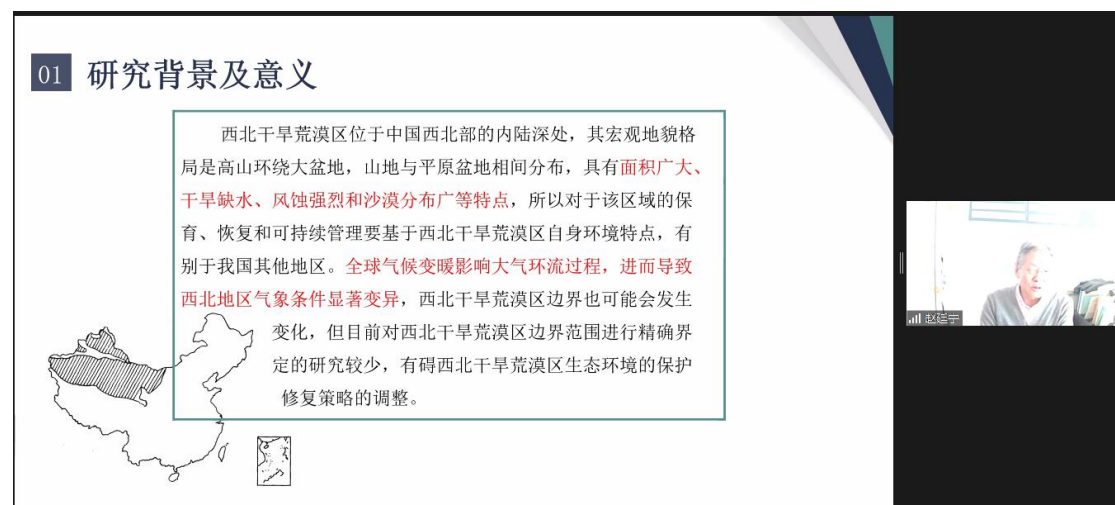 01 研究背景及意义
西北干旱荒漠区位于中国西北部的内陆深处，其宏观地貌格
局是高山环绕大盆地，山地与平原盆地相间分布，具有面积广大、
干旱缺水、风蚀强烈和沙漠分布广等特点，所以对于该区域的保
育、恢复和可持续管理要基于西北干旱荒漠区自身环境特点，有
别于我国其他地区。全球气候变暖影响大气环流过程，进而导致
西北地区气象条件显著变异，西北干旱荒漠区边界也可能会发生
变化，但目前对西北干旱荒漠区边界范围进行精确界
定的研究较少，有碍西北干旱荒漠区生态环境的保护
修复策略的调整。
赵廷宁